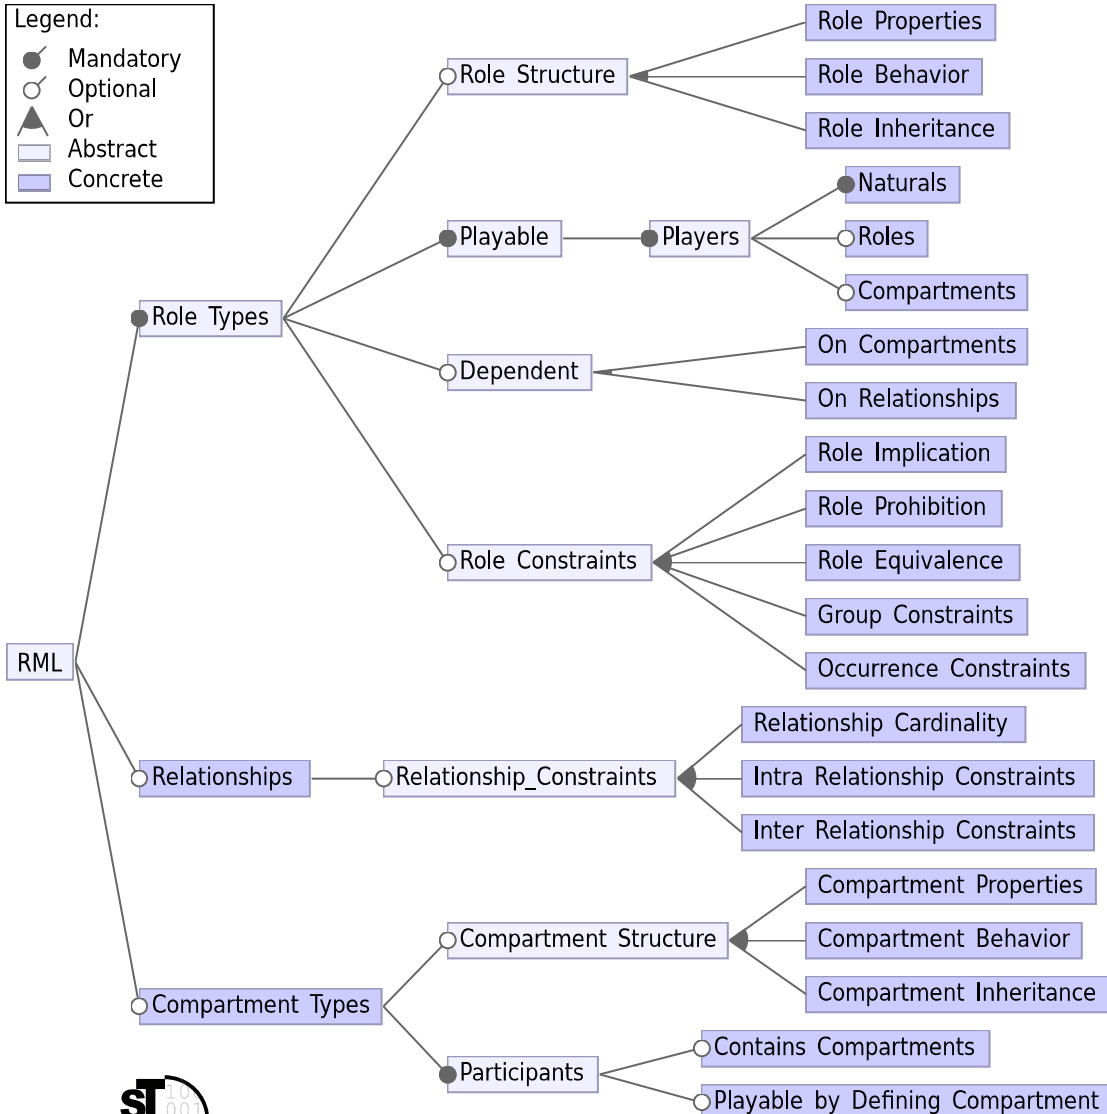 Legend:
Mandatory
Optional
Or
Abstract
Concrete
Role Properties
Role Structure
Role Behavior
Role Inheritance
Naturals
Playable
Players
Roles
Compartments
Role Types
On Compartments
Dependent
On Relationships
Role Implication
Role Prohibition
Role Constraints
Role Equivalence
Group Constraints
Occurrence Constraints
RML
Relationship Cardinality
Relationships
Relationship_Constraints
Intra Relationship Constraints
Inter Relationship Constraints
Compartment Properties
Compartment Structure
Compartment Behavior
Compartment Inheritance
Compartment Types
Contains Compartments
Participants
Playable by Defining Compartment
ST